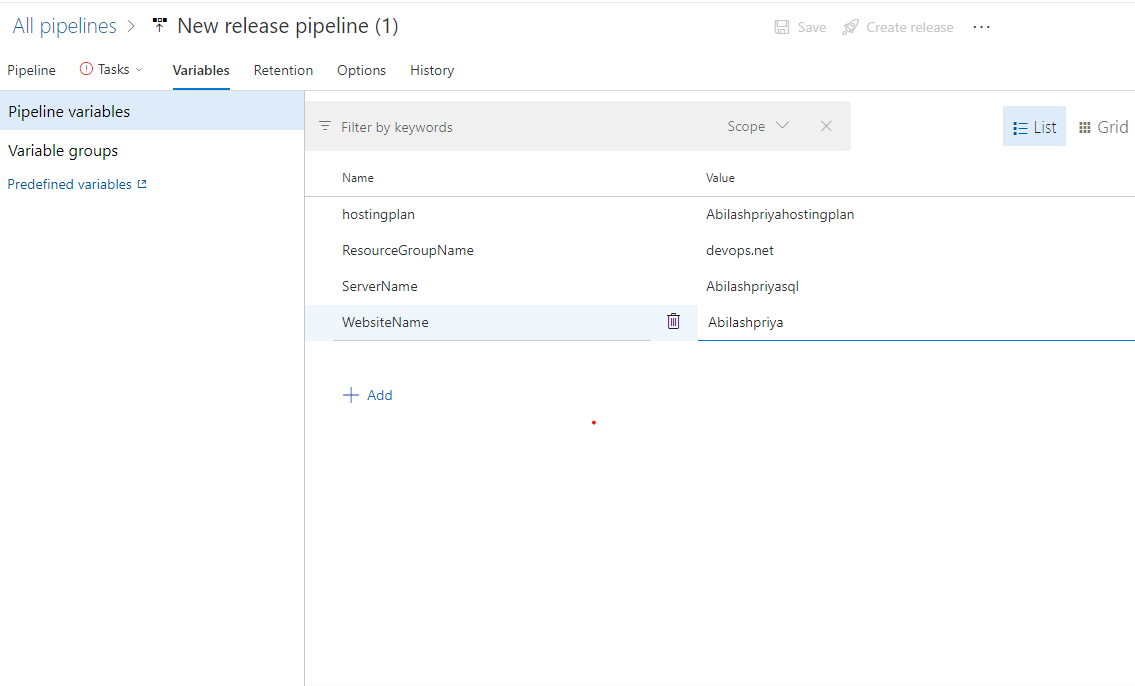 All pipelines > New release pipeline (1)
Save Create release ...
Pipeline Tasks Variables Retention Options History
Pipeline variables
Variable groups
Predefined variables
Filter by keywords Scope
List Grid
Name Value
hostingplan Abilashpriyahostingplan
ResourceGroupName devops.net
ServerName Abilashpriyasql
WebsiteName Abilashpriya
Add